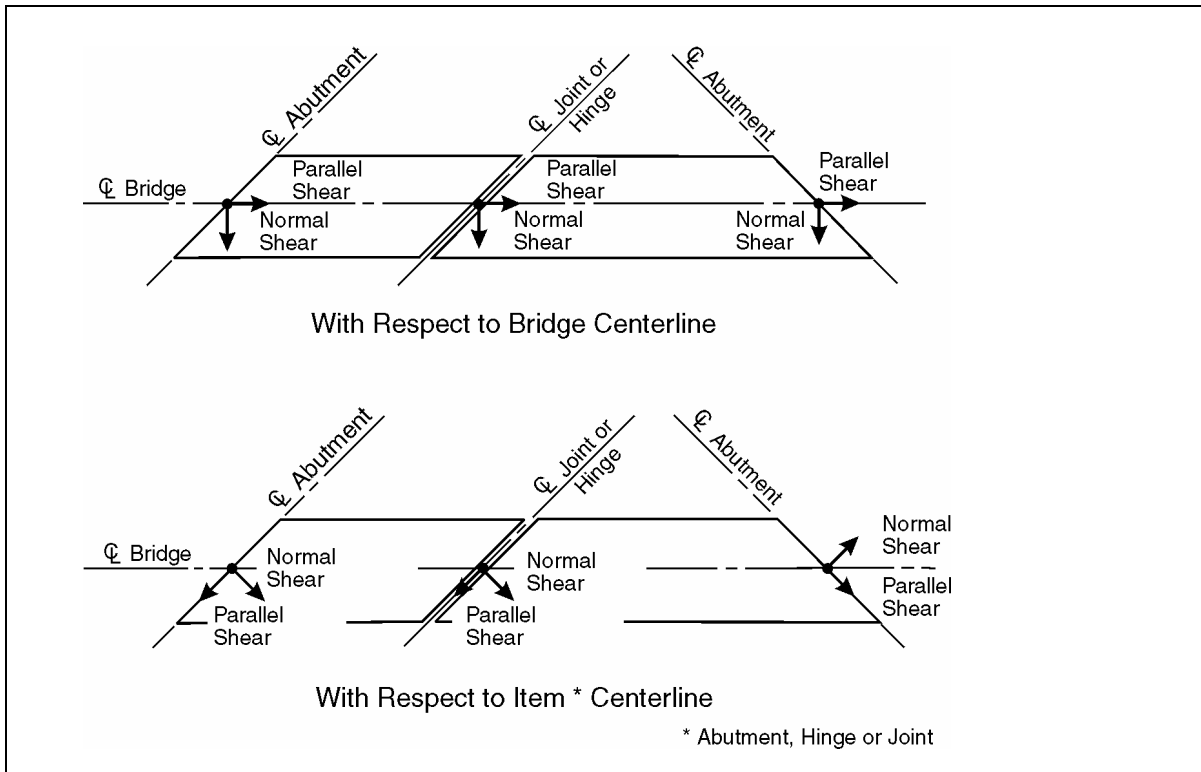 ℄ Abutment
℄ Joint or
Hinge
℄ Abutment
℄ Bridge
Parallel
Shear
Normal
Shear
Parallel
Shear
Normal
Shear
Parallel
Shear
Normal
Shear
With Respect to Bridge Centerline
℄ Abutment
℄ Joint or
Hinge
℄ Abutment
℄ Bridge
Normal
Shear
Parallel
Shear
Normal
Shear
Parallel
Shear
Normal
Shear
Parallel
Shear
With Respect to Item * Centerline
* Abutment, Hinge or Joint